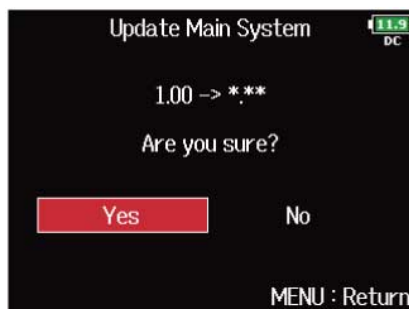 Update Main System
11.9
DC
1.00 -> *.**
Are you sure?
Yes No
MENU : Return